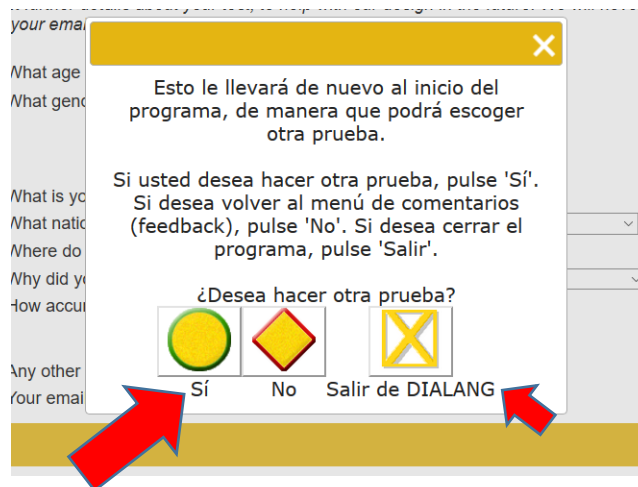 your emai
What age
What gend
Esto le llevará de nuevo al inicio del
programa, de manera que podrá escoger
otra prueba.
Si usted desea hacer otra prueba, pulse 'Sí'.
Si desea volver al menú de comentarios
(feedback), pulse 'No'. Si desea cerrar el
programa, pulse 'Salir'.
¿Desea hacer otra prueba?
Sí No Salir de DIALANG
What is yo
What natio
Where do
Why did yo
How accur
Any other
Your emai